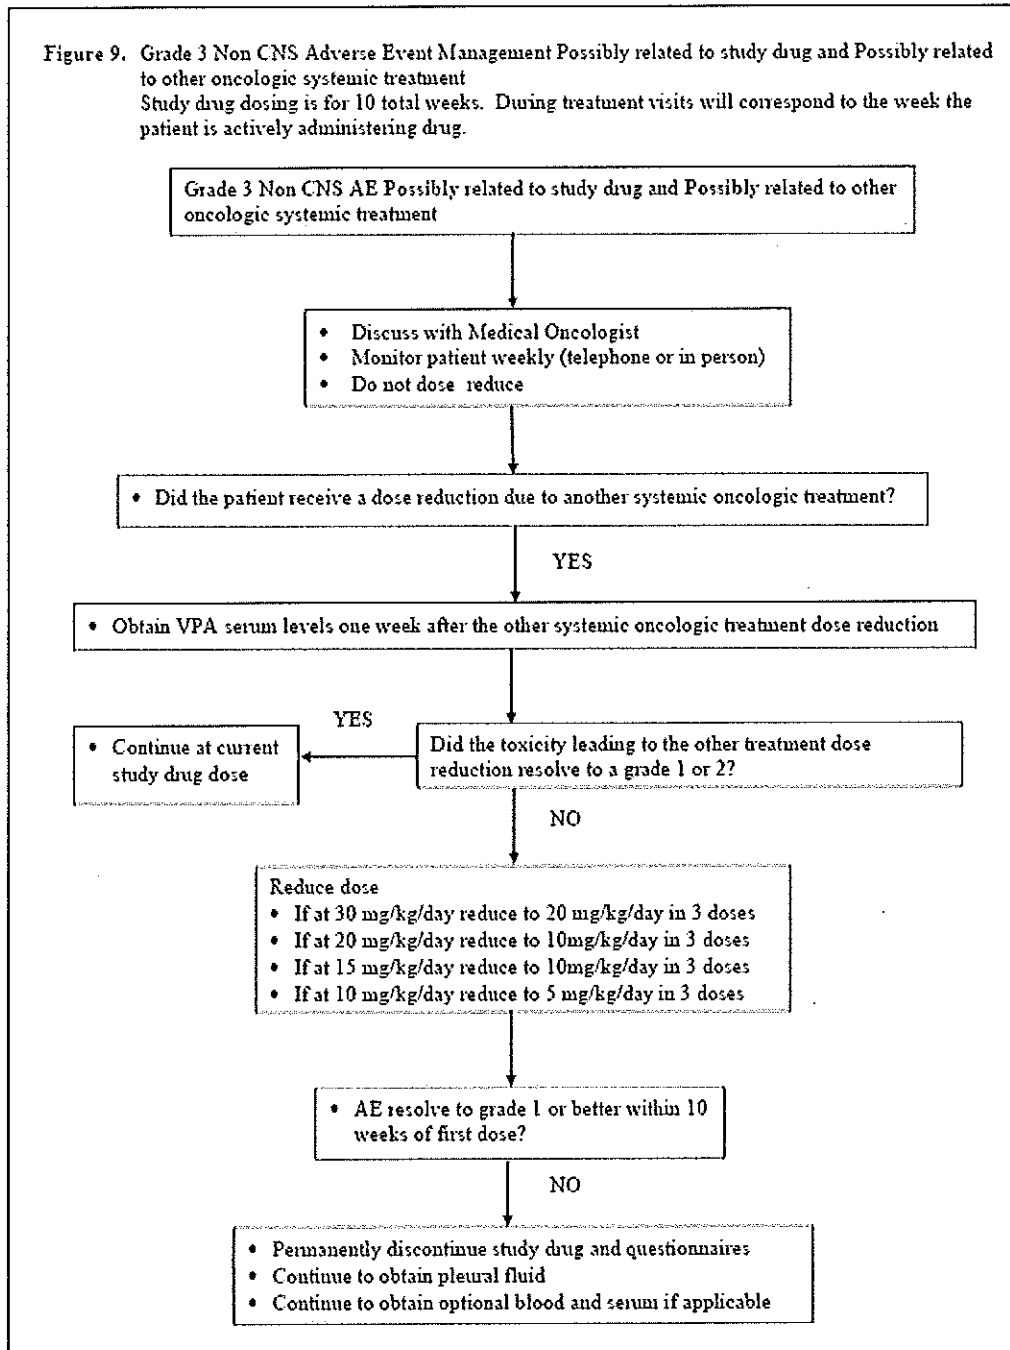 Figure 9. Grade 3 Non CNS Adverse Event Management Possibly related to study drug and Possibly related
to other oncologic systemic treatment
Study drug dosing is for 10 total weeks. During treatment visits will correspond to the week the
patient is actively administering drug.
Grade 3 Non CNS AE Possibly related to study drug and Possibly related to other
oncologic systemic treatment
• Discuss with Medical Oncologist
• Monitor patient weekly (telephone or in person)
• Do not dose reduce
• Did the patient receive a dose reduction due to another systemic oncologic treatment?
YES
• Obtain VPA serum levels one week after the other systemic oncologic treatment dose reduction
YES
• Continue at current
study drug dose
Did the toxicity leading to the other treatment dose
reduction resolve to a grade 1 or 2?
NO
Reduce dose
• If at 30 mg/kg/day reduce to 20 mg/kg/day in 3 doses
• If at 20 mg/kg/day reduce to 10mg/kg/day in 3 doses
• If at 15 mg/kg/day reduce to 10mg/kg/day in 3 doses
• If at 10 mg/kg/day reduce to 5 mg/kg/day in 3 doses
• AE resolve to grade 1 or better within 10
weeks of first dose?
NO
• Permanently discontinue study drug and questionnaires
• Continue to obtain pleural fluid
• Continue to obtain optional blood and serum if applicable